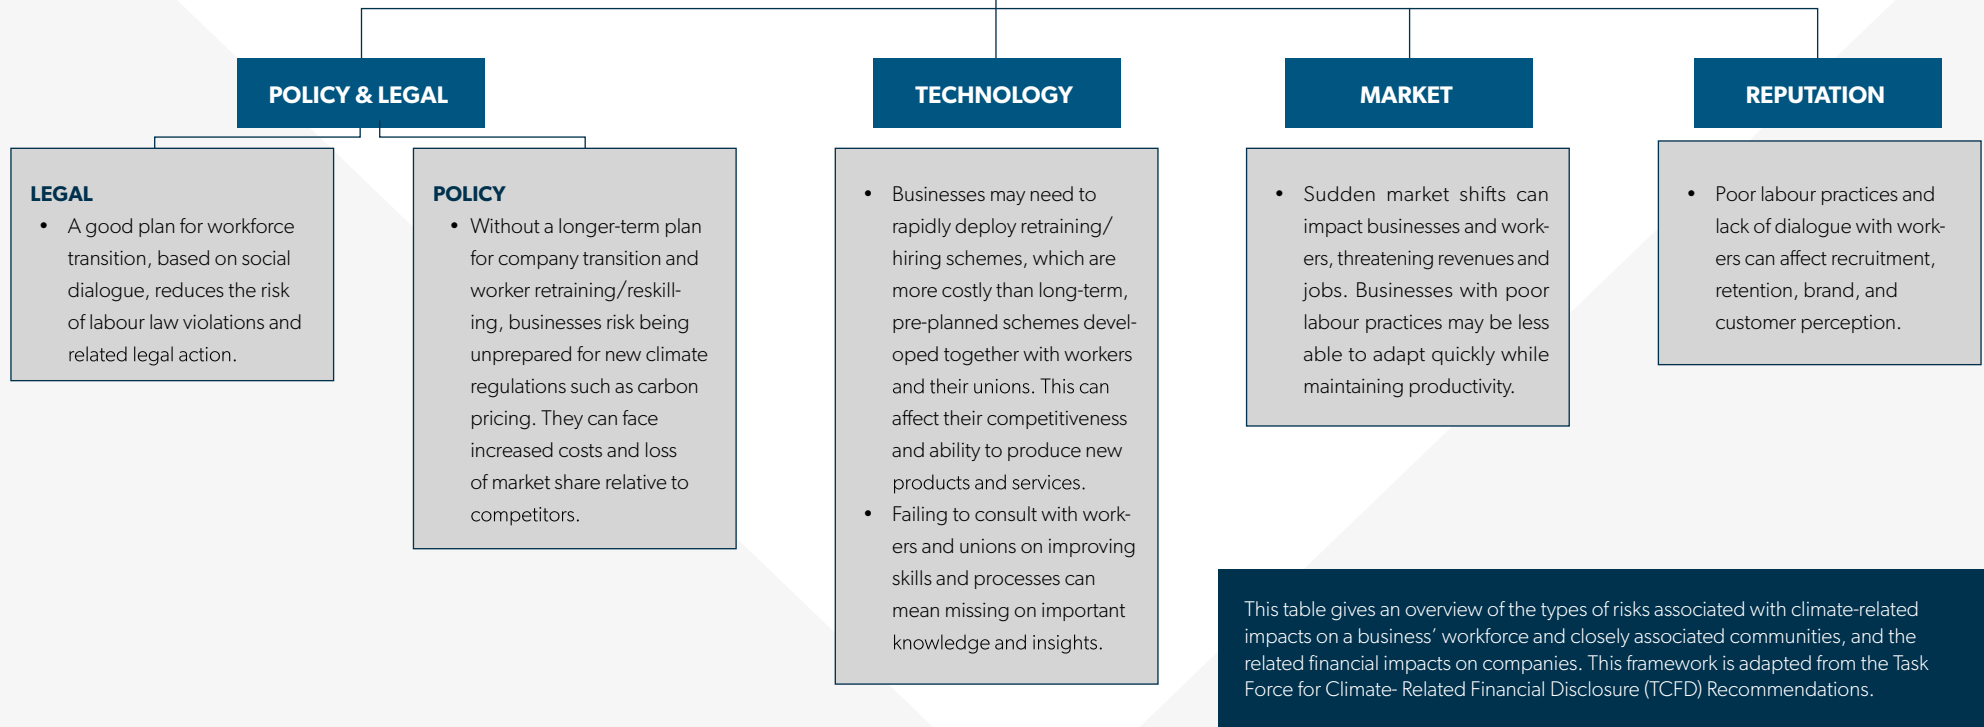 POLICY & LEGAL
LEGAL
• A good plan for workforce
transition, based on social
dialogue, reduces the risk
of labour law violations and
related legal action.
POLICY
• Without a longer-term plan
for company transition and
worker retraining/reskill-
ing, businesses risk being
unprepared for new climate
regulations such as carbon
pricing. They can face
increased costs and loss
of market share relative to
competitors.
TECHNOLOGY
• Businesses may need to
rapidly deploy retraining/
hiring schemes, which are
more costly than long-term,
pre-planned schemes devel-
oped together with workers
and their unions. This can
affect their competitiveness
and ability to produce new
products and services.
• Failing to consult with work-
ers and unions on improving
skills and processes can
mean missing on important
knowledge and insights.
MARKET
• Sudden market shifts can
impact businesses and work-
ers, threatening revenues and
jobs. Businesses with poor
labour practices may be less
able to adapt quickly while
maintaining productivity.
REPUTATION
• Poor labour practices and
lack of dialogue with work-
ers can affect recruitment,
retention, brand, and
customer perception.
This table gives an overview of the types of risks associated with climate-related
impacts on a business’ workforce and closely associated communities, and the
related financial impacts on companies. This framework is adapted from the Task
Force for Climate- Related Financial Disclosure (TCFD) Recommendations.